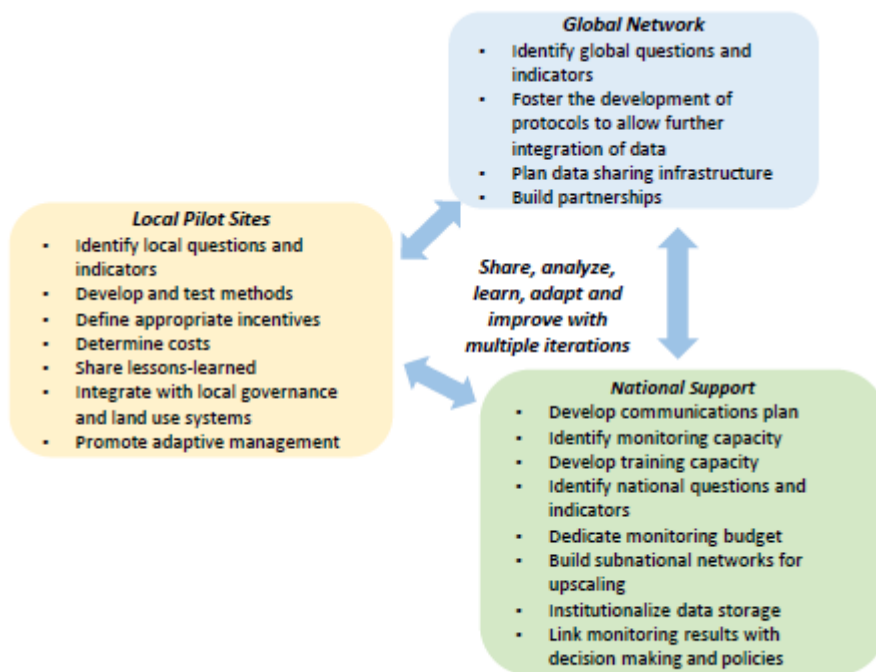 Global Network
▪ Identify global questions and
indicators
▪ Foster the development of
protocols to allow further
integration of data
▪ Plan data sharing infrastructure
▪ Build partnerships
Local Pilot Sites
▪ Identify local questions and
indicators
▪ Develop and test methods
▪ Define appropriate incentives
▪ Determine costs
▪ Share lessons-learned
▪ Integrate with local governance
and land use systems
▪ Promote adaptive management
Share, analyze,
learn, adapt and
improve with
multiple iterations
National Support
▪ Develop communications plan
▪ Identify monitoring capacity
▪ Develop training capacity
▪ Identify national questions and
indicators
▪ Dedicate monitoring budget
▪ Build subnational networks for
upscaling
▪ Institutionalize data storage
▪ Link monitoring results with
decision making and policies